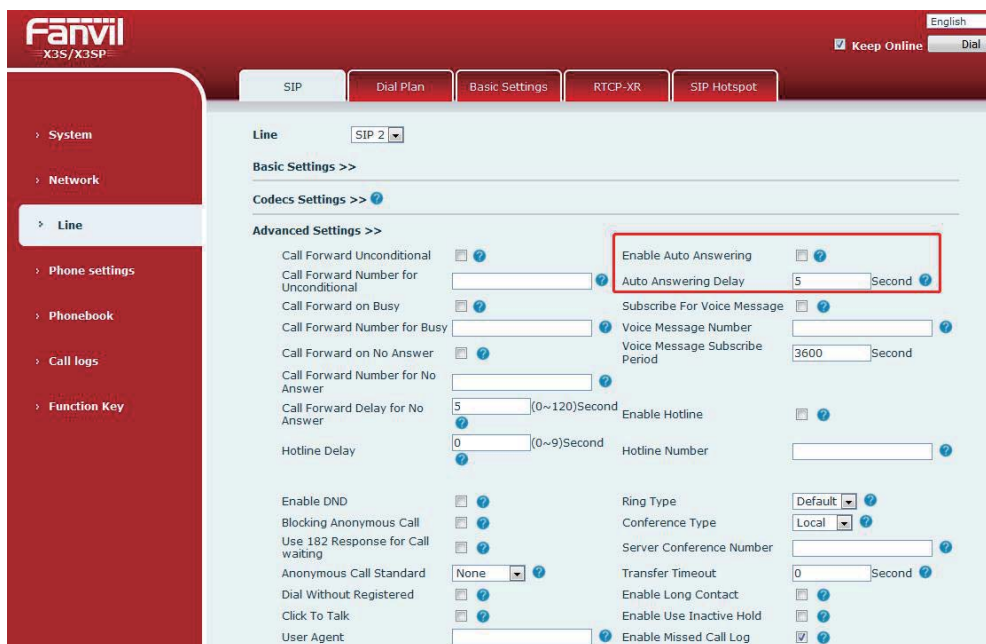 Fanvil
X3S/X3SP
English
Keep Online
Dial
SIP
Dial Plan
Basic Settings
RTCP-XR
SIP Hotspot
› System
› Network
› Line
› Phone settings
› Phonebook
› Call logs
› Function Key
Line SIP 2
Basic Settings >>
Codecs Settings >> ?
Advanced Settings >>
Call Forward Unconditional ? Enable Auto Answering ?
Call Forward Number for Unconditional ? Auto Answering Delay 5 Second ?
Call Forward on Busy ? Subscribe For Voice Message ?
Call Forward Number for Busy ? Voice Message Number ?
Call Forward on No Answer ? Voice Message Subscribe Period 3600 Second
Call Forward Number for No Answer ?
Call Forward Delay for No Answer 5 (0~120)Second ? Enable Hotline ?
Hotline Delay 0 (0~9)Second ? Hotline Number ?
Enable DND ? Ring Type Default ?
Blocking Anonymous Call ? Conference Type Local ?
Use 182 Response for Call waiting ? Server Conference Number ?
Anonymous Call Standard None ? Transfer Timeout 0 Second ?
Dial Without Registered ? Enable Long Contact ?
Click To Talk ? Enable Use Inactive Hold ?
User Agent ? Enable Missed Call Log ?